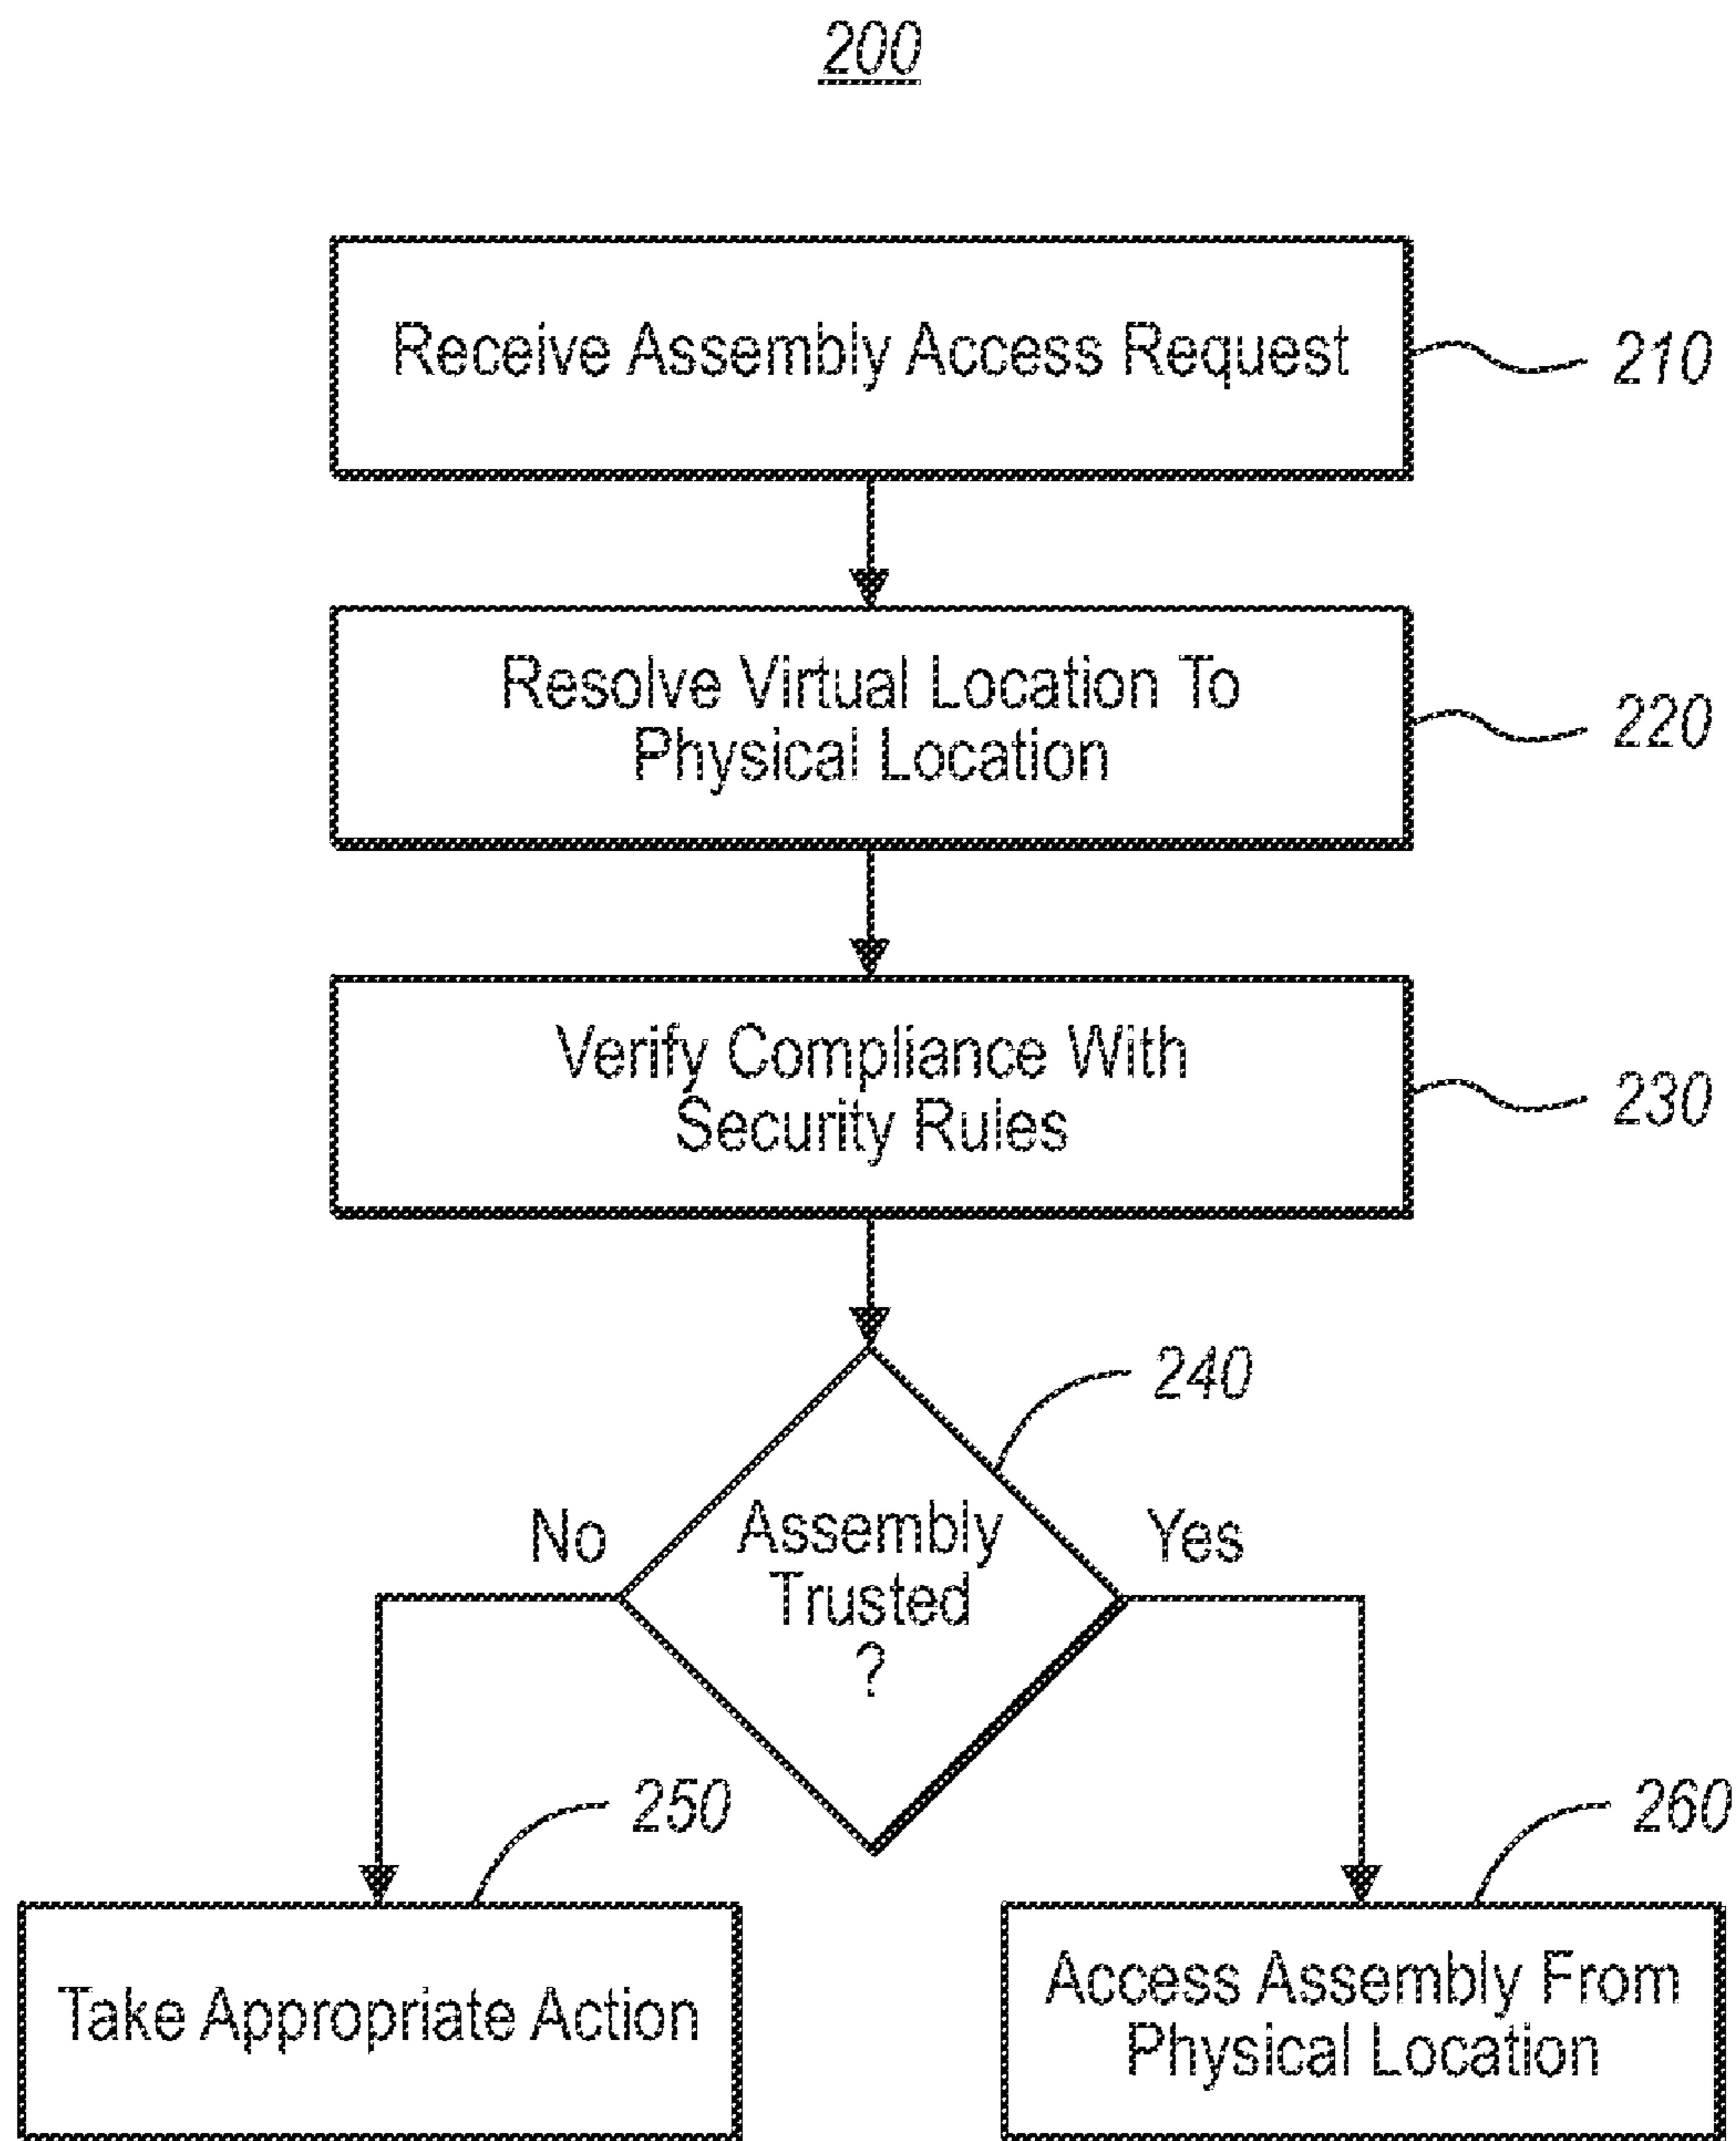 200
Receive Assembly Access Request
210
Resolve Virtual Location To
Physical Location
220
Verify Compliance With
Security Rules
230
240
No
Assembly
Trusted
?
Yes
250
260
Take Appropriate Action
Access Assembly From
Physical Location